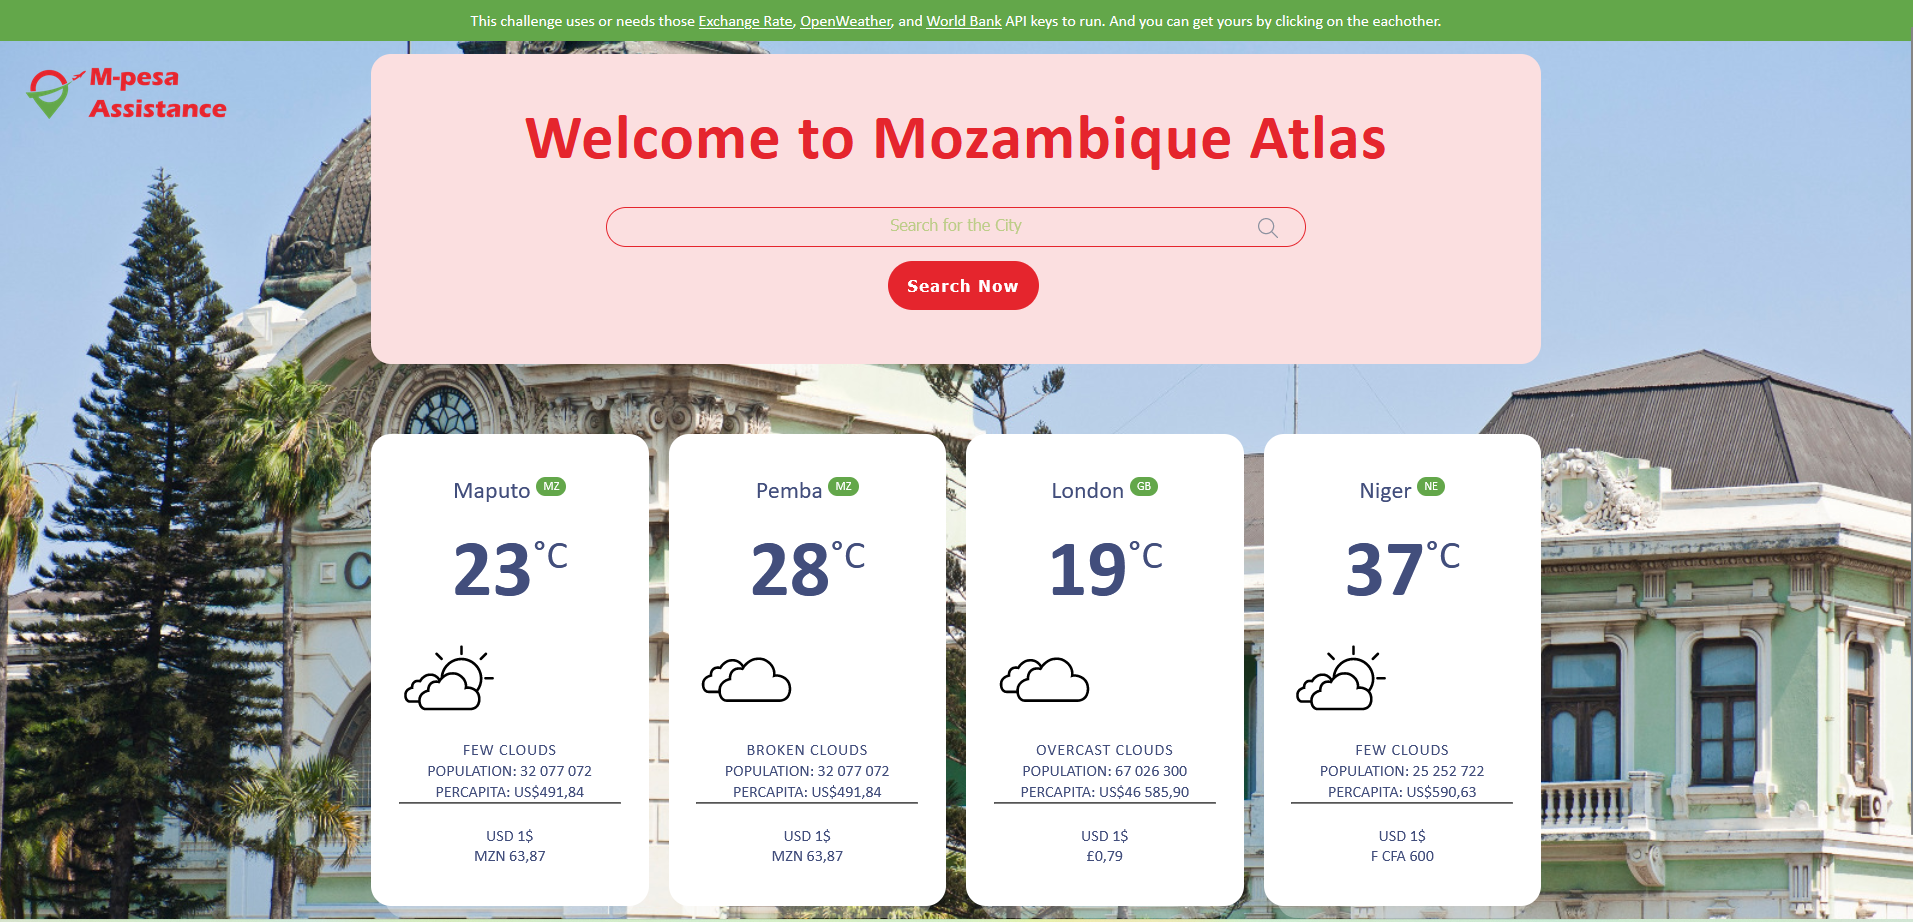 This challenge uses or needs those Exchange Rate, OpenWeather, and World Bank API keys to run. And you can get yours by clicking on the eachother.
M-pesa
Assistance
Welcome to Mozambique Atlas
Search for the City
Search Now
Maputo MZ
23°C
FEW CLOUDS
POPULATION: 32 077 072
PERCAPITA: US$491,84
USD 1$
MZN 63,87
Pemba MZ
28°C
BROKEN CLOUDS
POPULATION: 32 077 072
PERCAPITA: US$491,84
USD 1$
MZN 63,87
London GB
19°C
OVERCAST CLOUDS
POPULATION: 67 026 300
PERCAPITA: US$46 585,90
USD 1$
£0,79
Niger NE
37°C
FEW CLOUDS
POPULATION: 25 252 722
PERCAPITA: US$590,63
USD 1$
F CFA 600
C